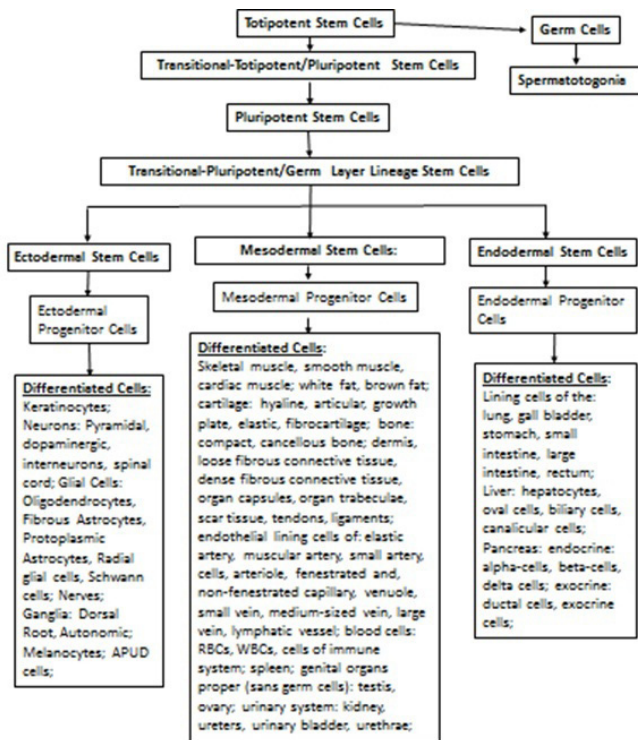 Totipotent Stem Cells
Germ Cells
Transitional-Totipotent/Pluripotent Stem Cells
Spermatotogonia
Pluripotent Stem Cells
Transitional-Pluripotent/Germ Layer Lineage Stem Cells
Ectodermal Stem Cells
Mesodermal Stem Cells:
Endodermal Stem Cells
Ectodermal
Progenitor Cells
Mesodermal Progenitor Cells
Endodermal Progenitor
Cells
Differentiated Cells:
Keratinocytes;
Neurons: Pyramidal,
dopaminergic,
interneurons, spinal
cord; Glial Cells:
Oligodendrocytes,
Fibrous Astrocytes,
Protoplasmic
Astrocytes, Radial
glial cells, Schwann
cells; Nerves;
Ganglia: Dorsal
Root, Autonomic;
Melanocytes; APUD
cells;
Differentiated Cells:
Skeletal muscle, smooth muscle,
cardiac muscle; white fat, brown fat;
cartilage: hyaline, articular, growth
plate, elastic, fibrocartilage; bone:
compact, cancellous bone; dermis,
loose fibrous connective tissue,
dense fibrous connective tissue,
organ capsules, organ trabeculae,
scar tissue, tendons, ligaments;
endothelial lining cells of: elastic
artery, muscular artery, small artery,
cells, arteriole, fenestrated and,
non-fenestrated capillary, venuole,
small vein, medium-sized vein, large
vein, lymphatic vessel; blood cells:
RBCs, WBCs, cells of immune
system; spleen; genital organs
proper (sans germ cells): testis,
ovary; urinary system: kidney,
ureters, urinary bladder, urethrae;
Differentiated Cells:
Lining cells of the:
lung, gall bladder,
stomach, small
intestine, large
intestine, rectum;
Liver: hepatocytes,
oval cells, biliary cells,
canalicular cells;
Pancreas: endocrine:
alpha-cells, beta-cells,
delta cells; exocrine:
ductal cells, exocrine
cells;